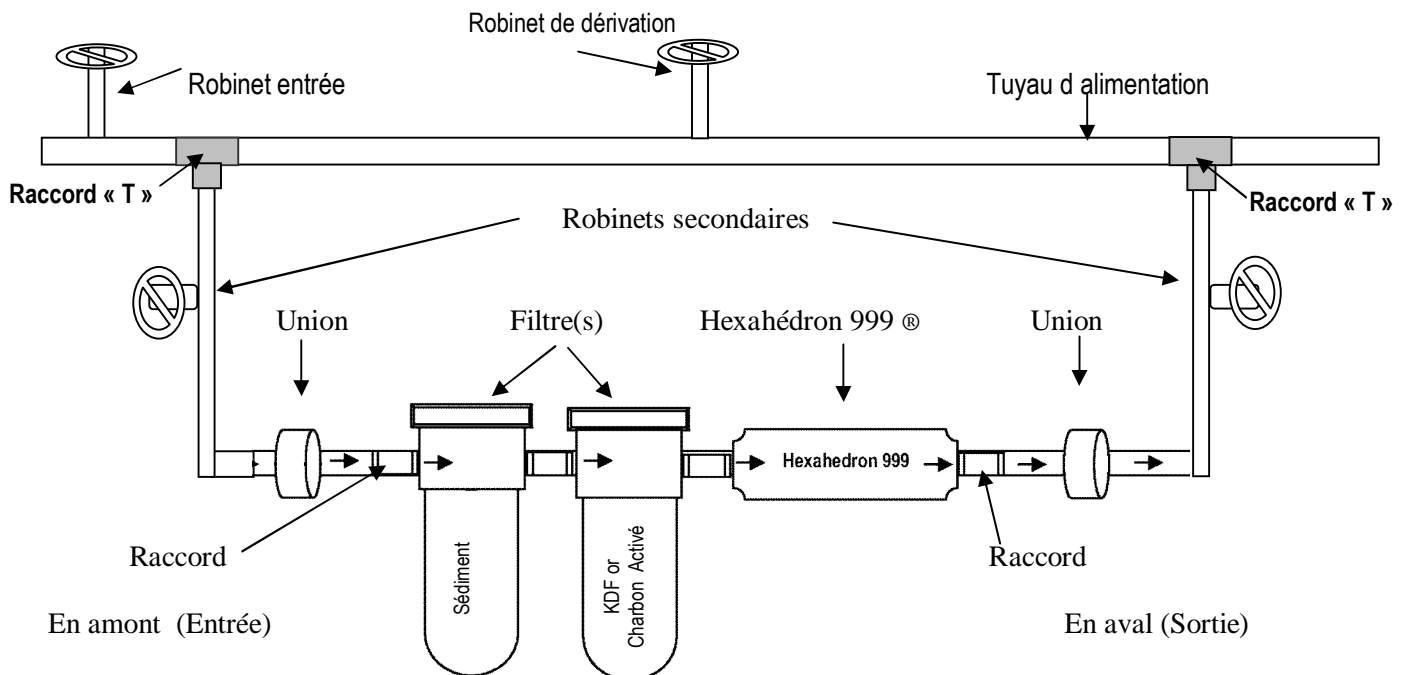 Robinet de dérivation
Robinet entrée
Tuyau d alimentation
Raccord « T »
Raccord « T »
Robinets secondaires
Union
Filtre(s)
Hexahédron 999 ®
Union
Hexahedron 999
Sédiment
KDF or
Charbon Activé
Raccord
Raccord
En amont (Entrée)
En aval (Sortie)